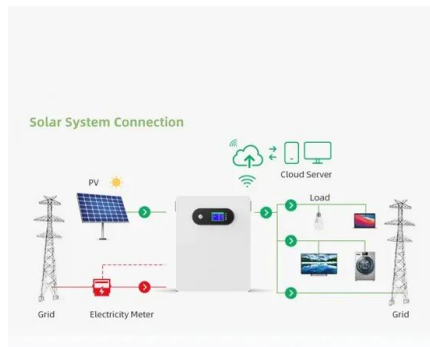 Solar System Connection
Cloud Server
PV
Load
Grid
Electricity Meter
Grid